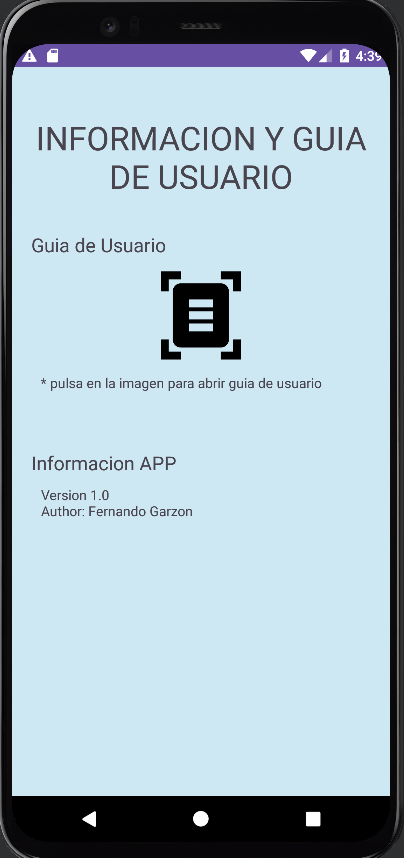 4:39
INFORMACION Y GUIA
DE USUARIO
Guia de Usuario
* pulsa en la imagen para abrir guia de usuario
Informacion APP
Version 1.0
Author: Fernando Garzon